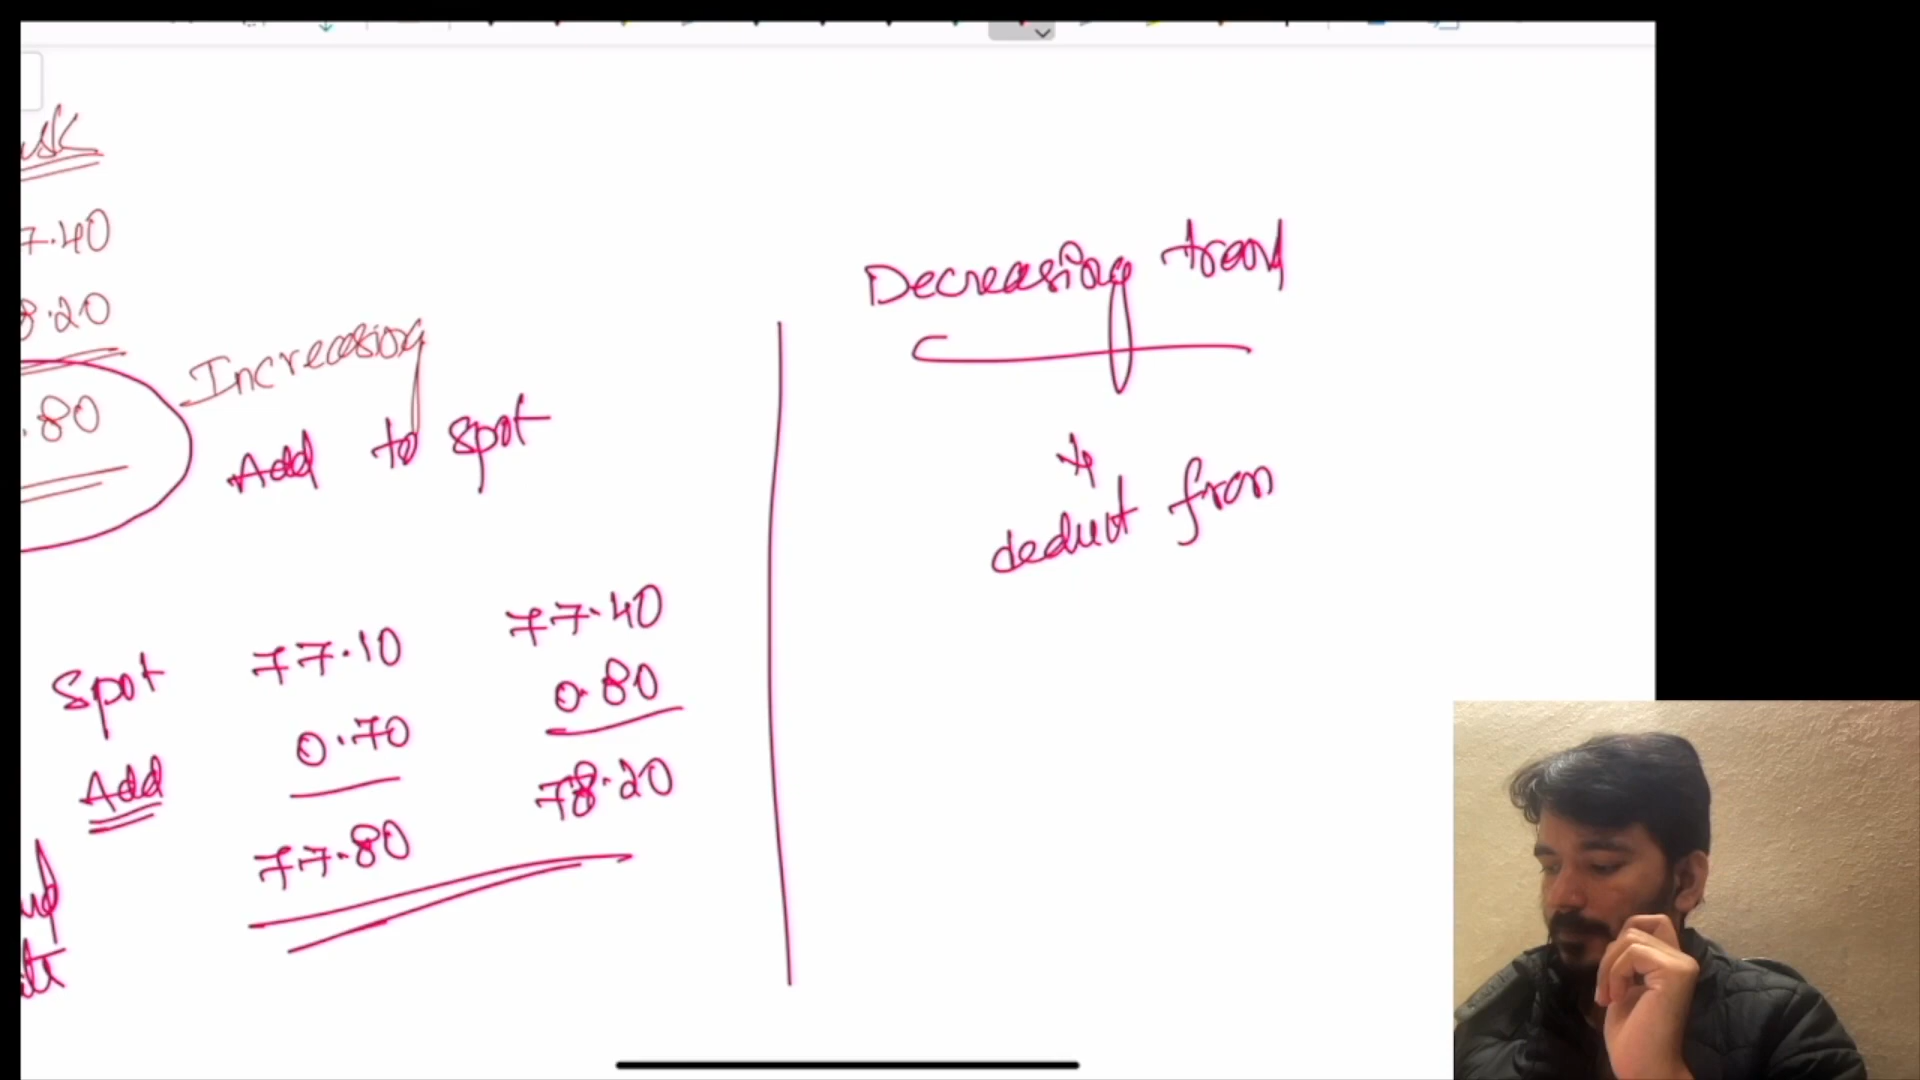 7.40
8.20
.80
Increasing
Add to spot
Spot 77.10 77.40
Add 0.70 0.80
77.80 78.20
Decreasing trend
deduct from